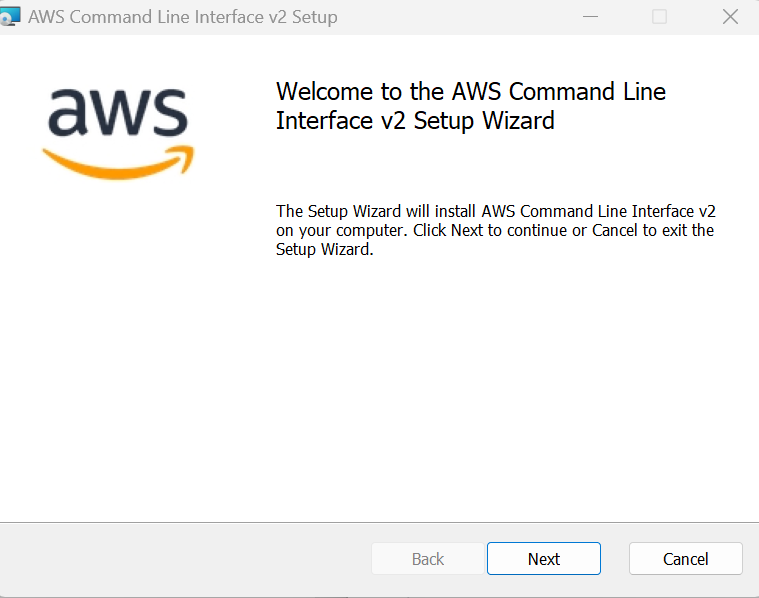 AWS Command Line Interface v2 Setup
aws
Welcome to the AWS Command Line
Interface v2 Setup Wizard
The Setup Wizard will install AWS Command Line Interface v2
on your computer. Click Next to continue or Cancel to exit the
Setup Wizard.
Back
Next
Cancel